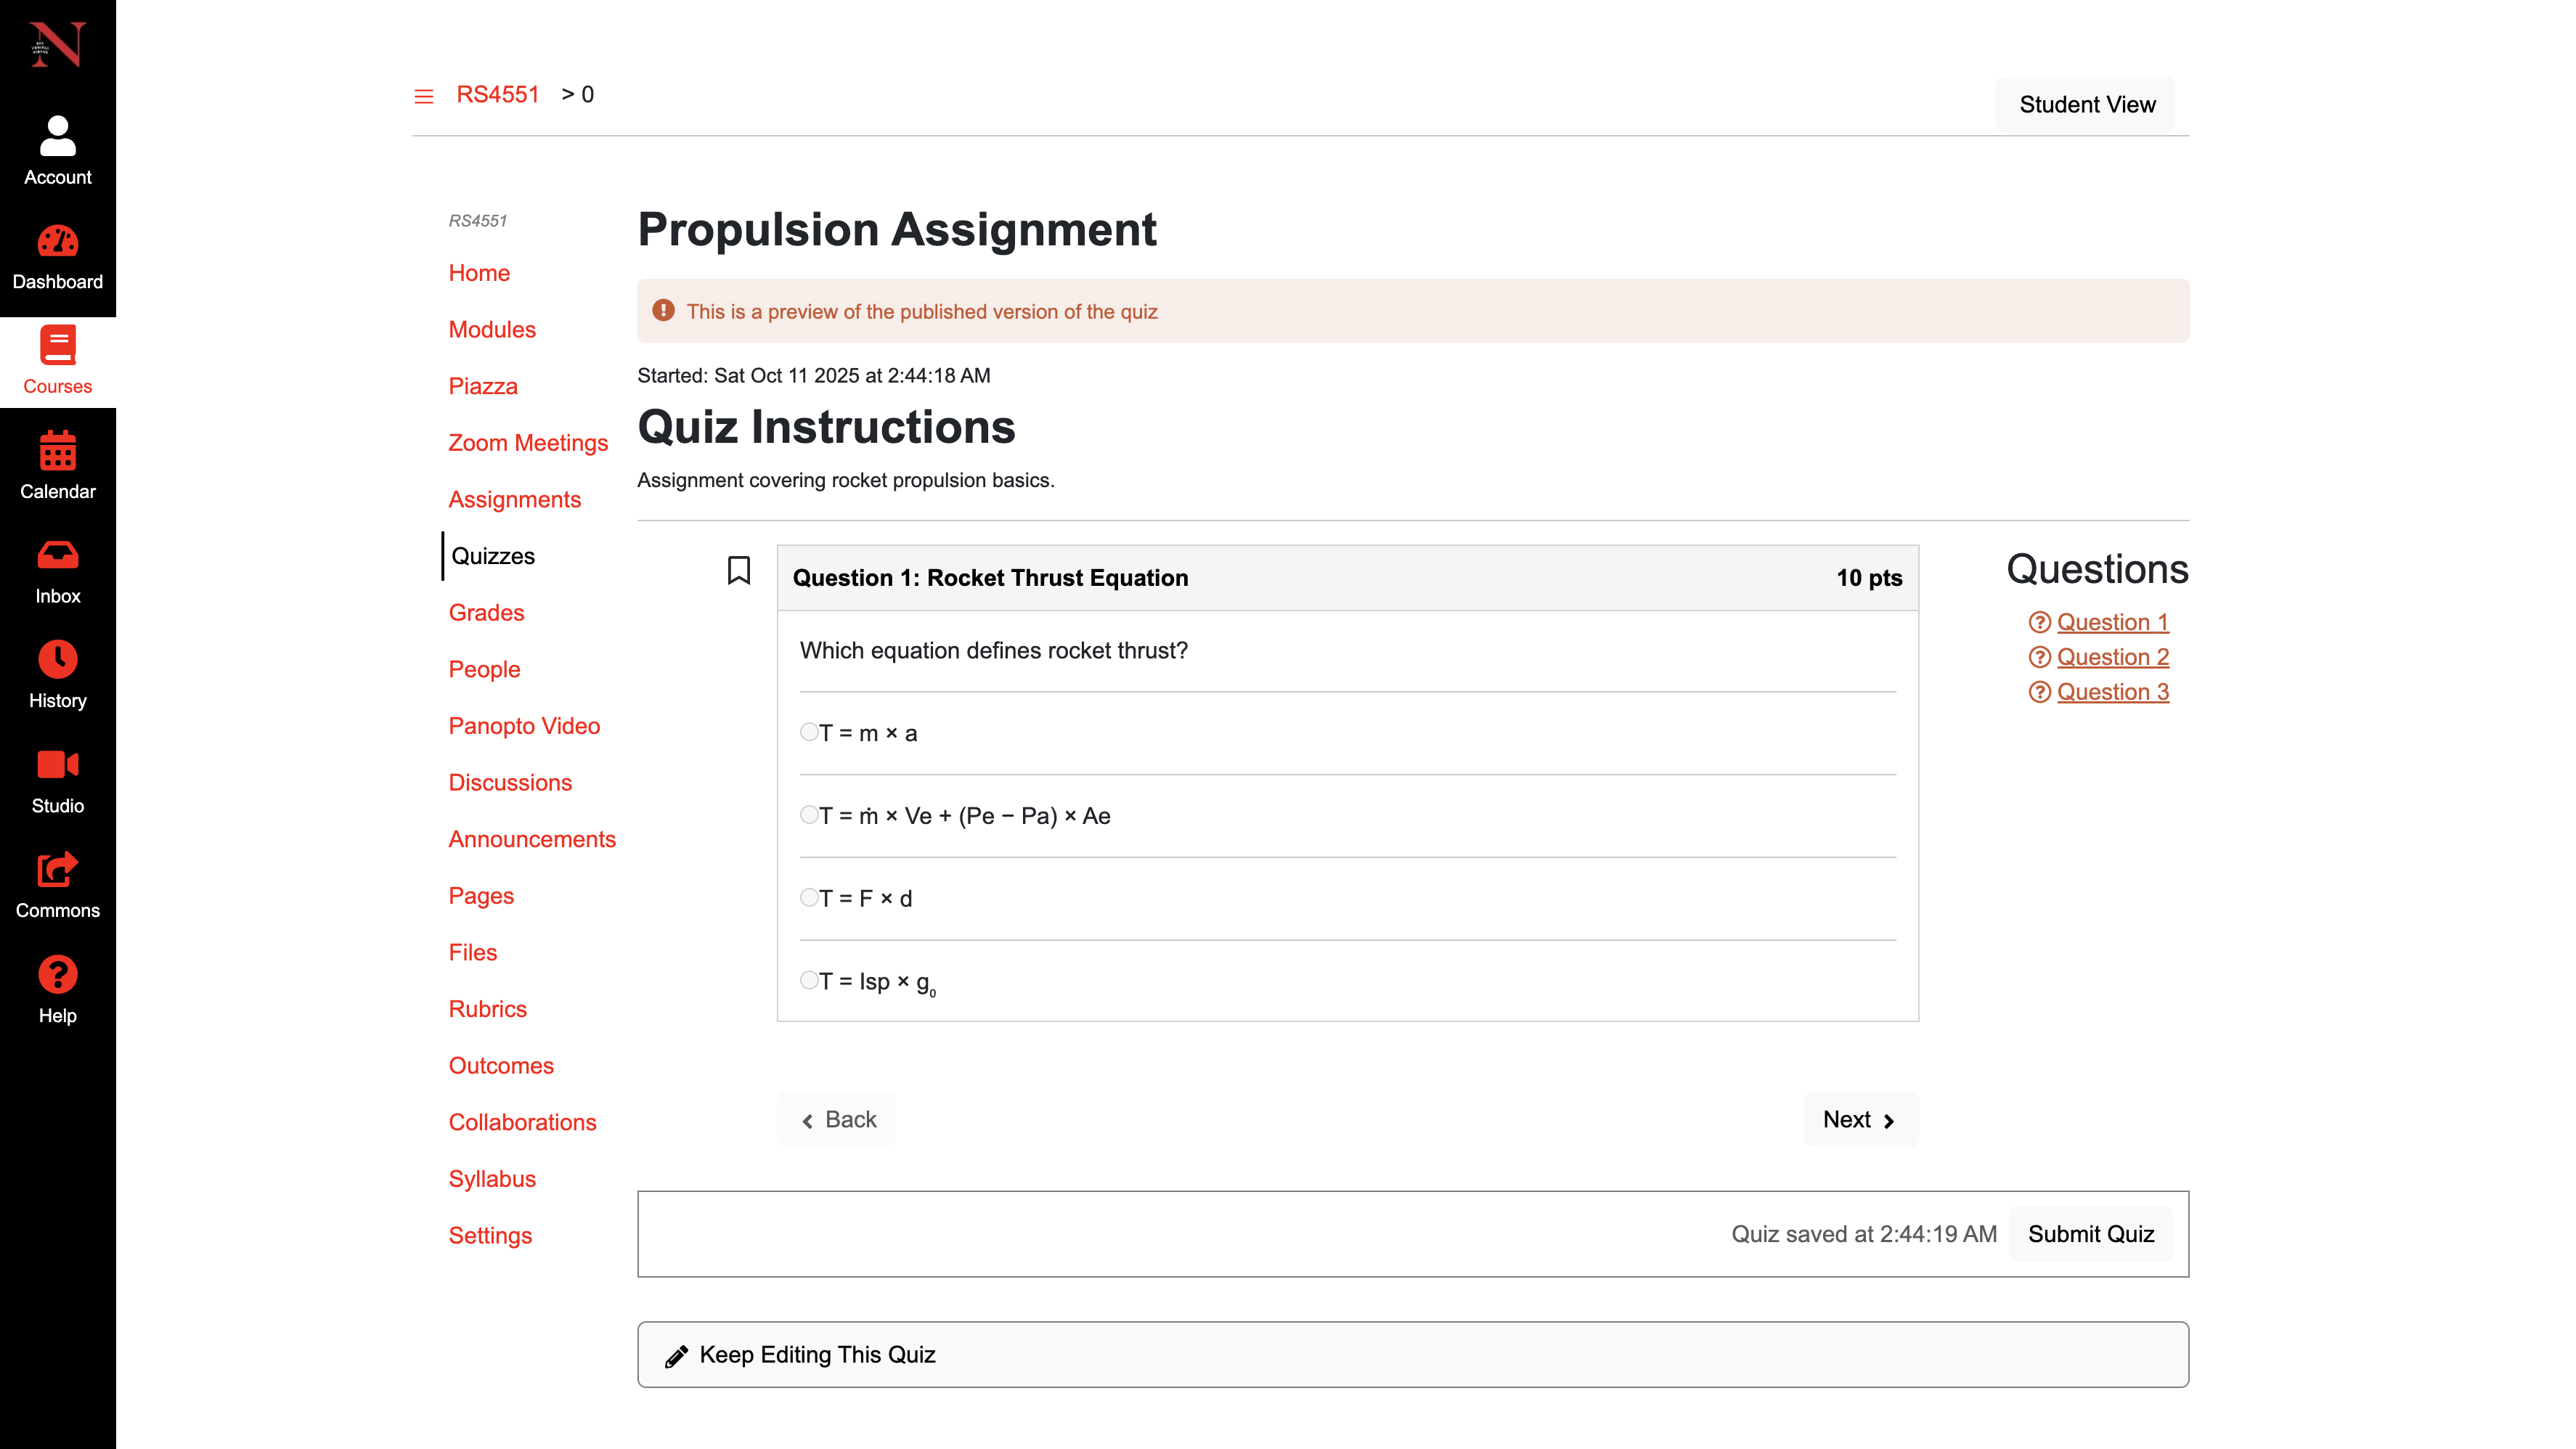 N
Account
Dashboard
Courses
Calendar
Inbox
History
Studio
Commons
Help
RS4551 > 0
Student View
RS4551
Home
Modules
Piazza
Zoom Meetings
Assignments
Quizzes
Grades
People
Panopto Video
Discussions
Announcements
Pages
Files
Rubrics
Outcomes
Collaborations
Syllabus
Settings
Propulsion Assignment
This is a preview of the published version of the quiz
Started: Sat Oct 11 2025 at 2:44:18 AM
Quiz Instructions
Assignment covering rocket propulsion basics.
Question 1: Rocket Thrust Equation 10 pts
Which equation defines rocket thrust?
T = m × a
T = ṁ × Ve + (Pe − Pa) × Ae
T = F × d
T = Isp × g₀
Questions
Question 1
Question 2
Question 3
Back
Next
Quiz saved at 2:44:19 AM
Submit Quiz
Keep Editing This Quiz